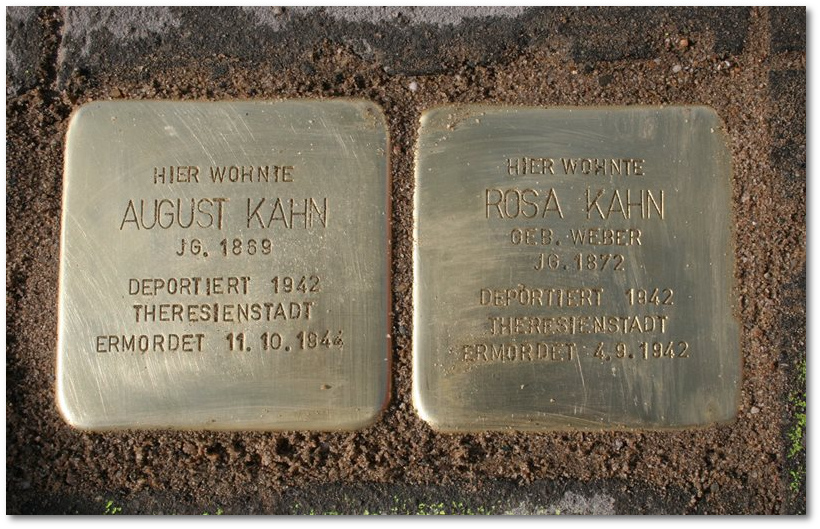 HIER WOHNTE
AUGUST KAHN
JG. 1869
DEPORTIERT 1942
THERESIENSTADT
ERMORDET 11.10.1944
HIER WOHNTE
ROSA KAHN
GEB. WEBER
JG. 1872
DEPORTIERT 1942
THERESIENSTADT
ERMORDET 4.9.1942